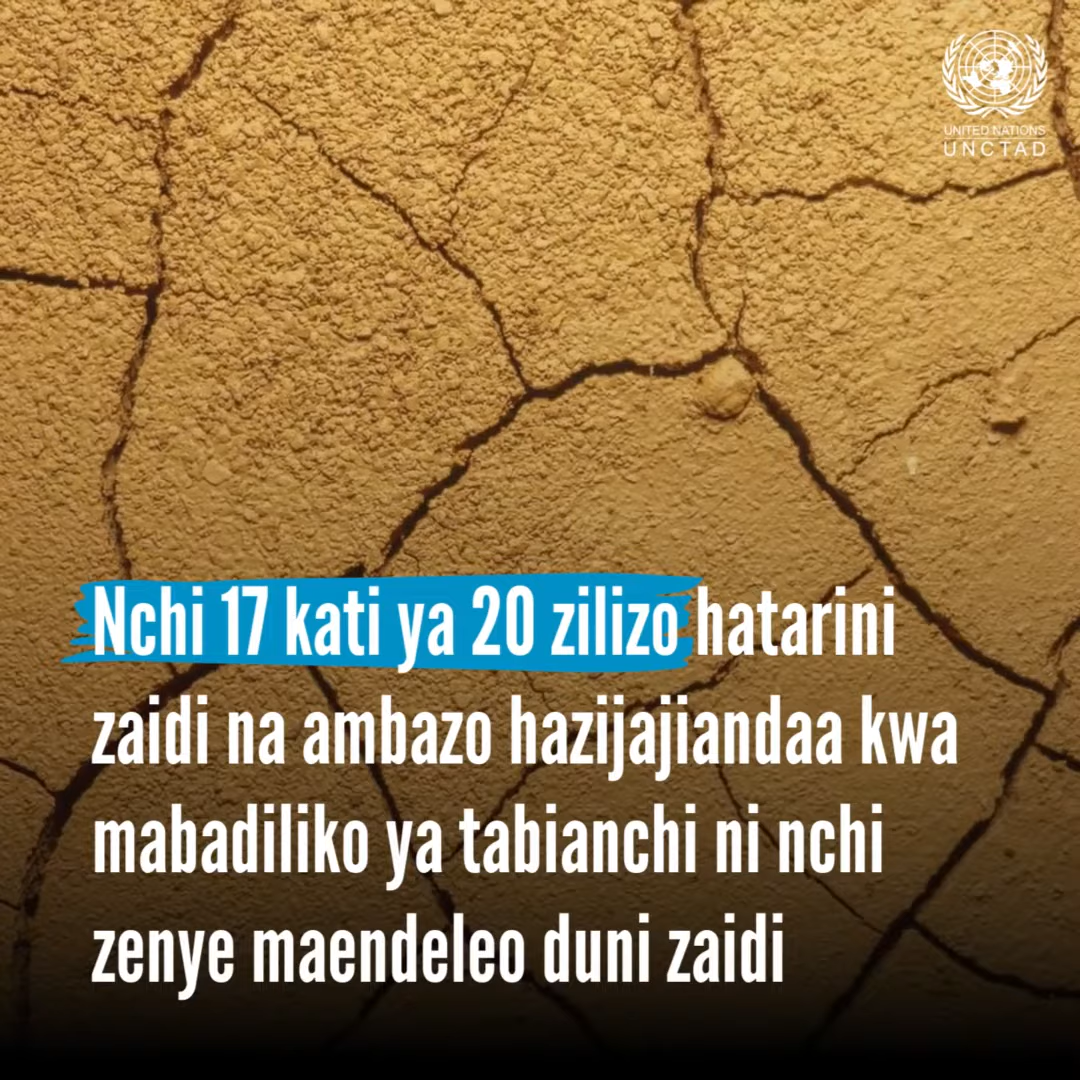 UNITED NATIONS
UNCTAD
Nchi 17 kati ya 20 zilizo hatarini
zaidi na ambazo hazijajiandaa kwa
mabadiliko ya tabianchi ni nchi
zenye maendeleo duni zaidi